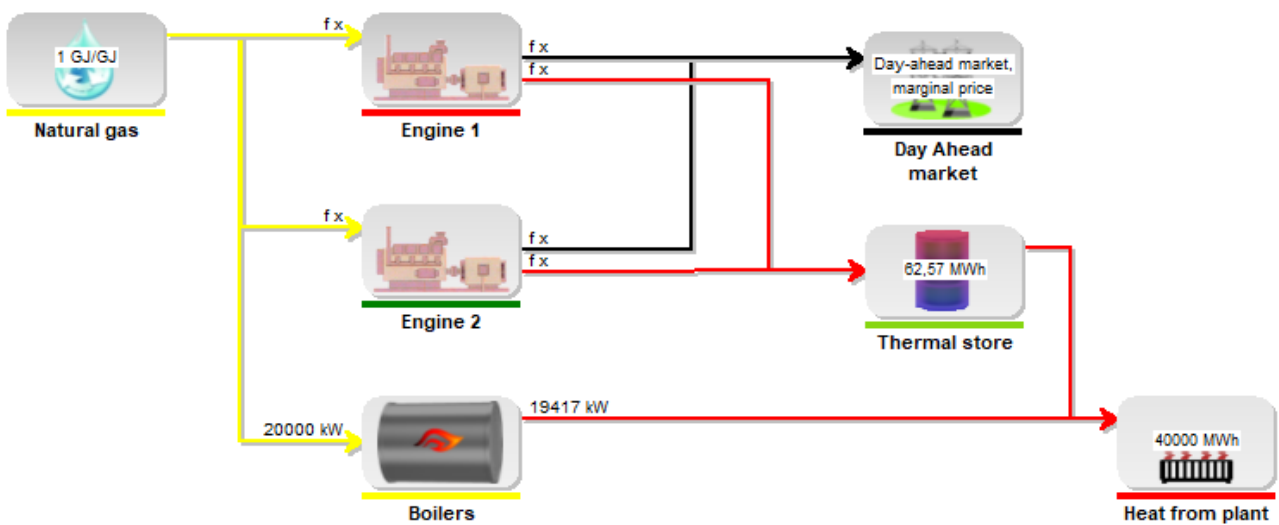 1 GJ/GJ
Natural gas
f x
Engine 1
f x
f x
Day-ahead market,
marginal price
Day Ahead
market
f x
Engine 2
f x
f x
62,57 MWh
Thermal store
20000 kW
Boilers
19417 kW
40000 MWh
Heat from plant